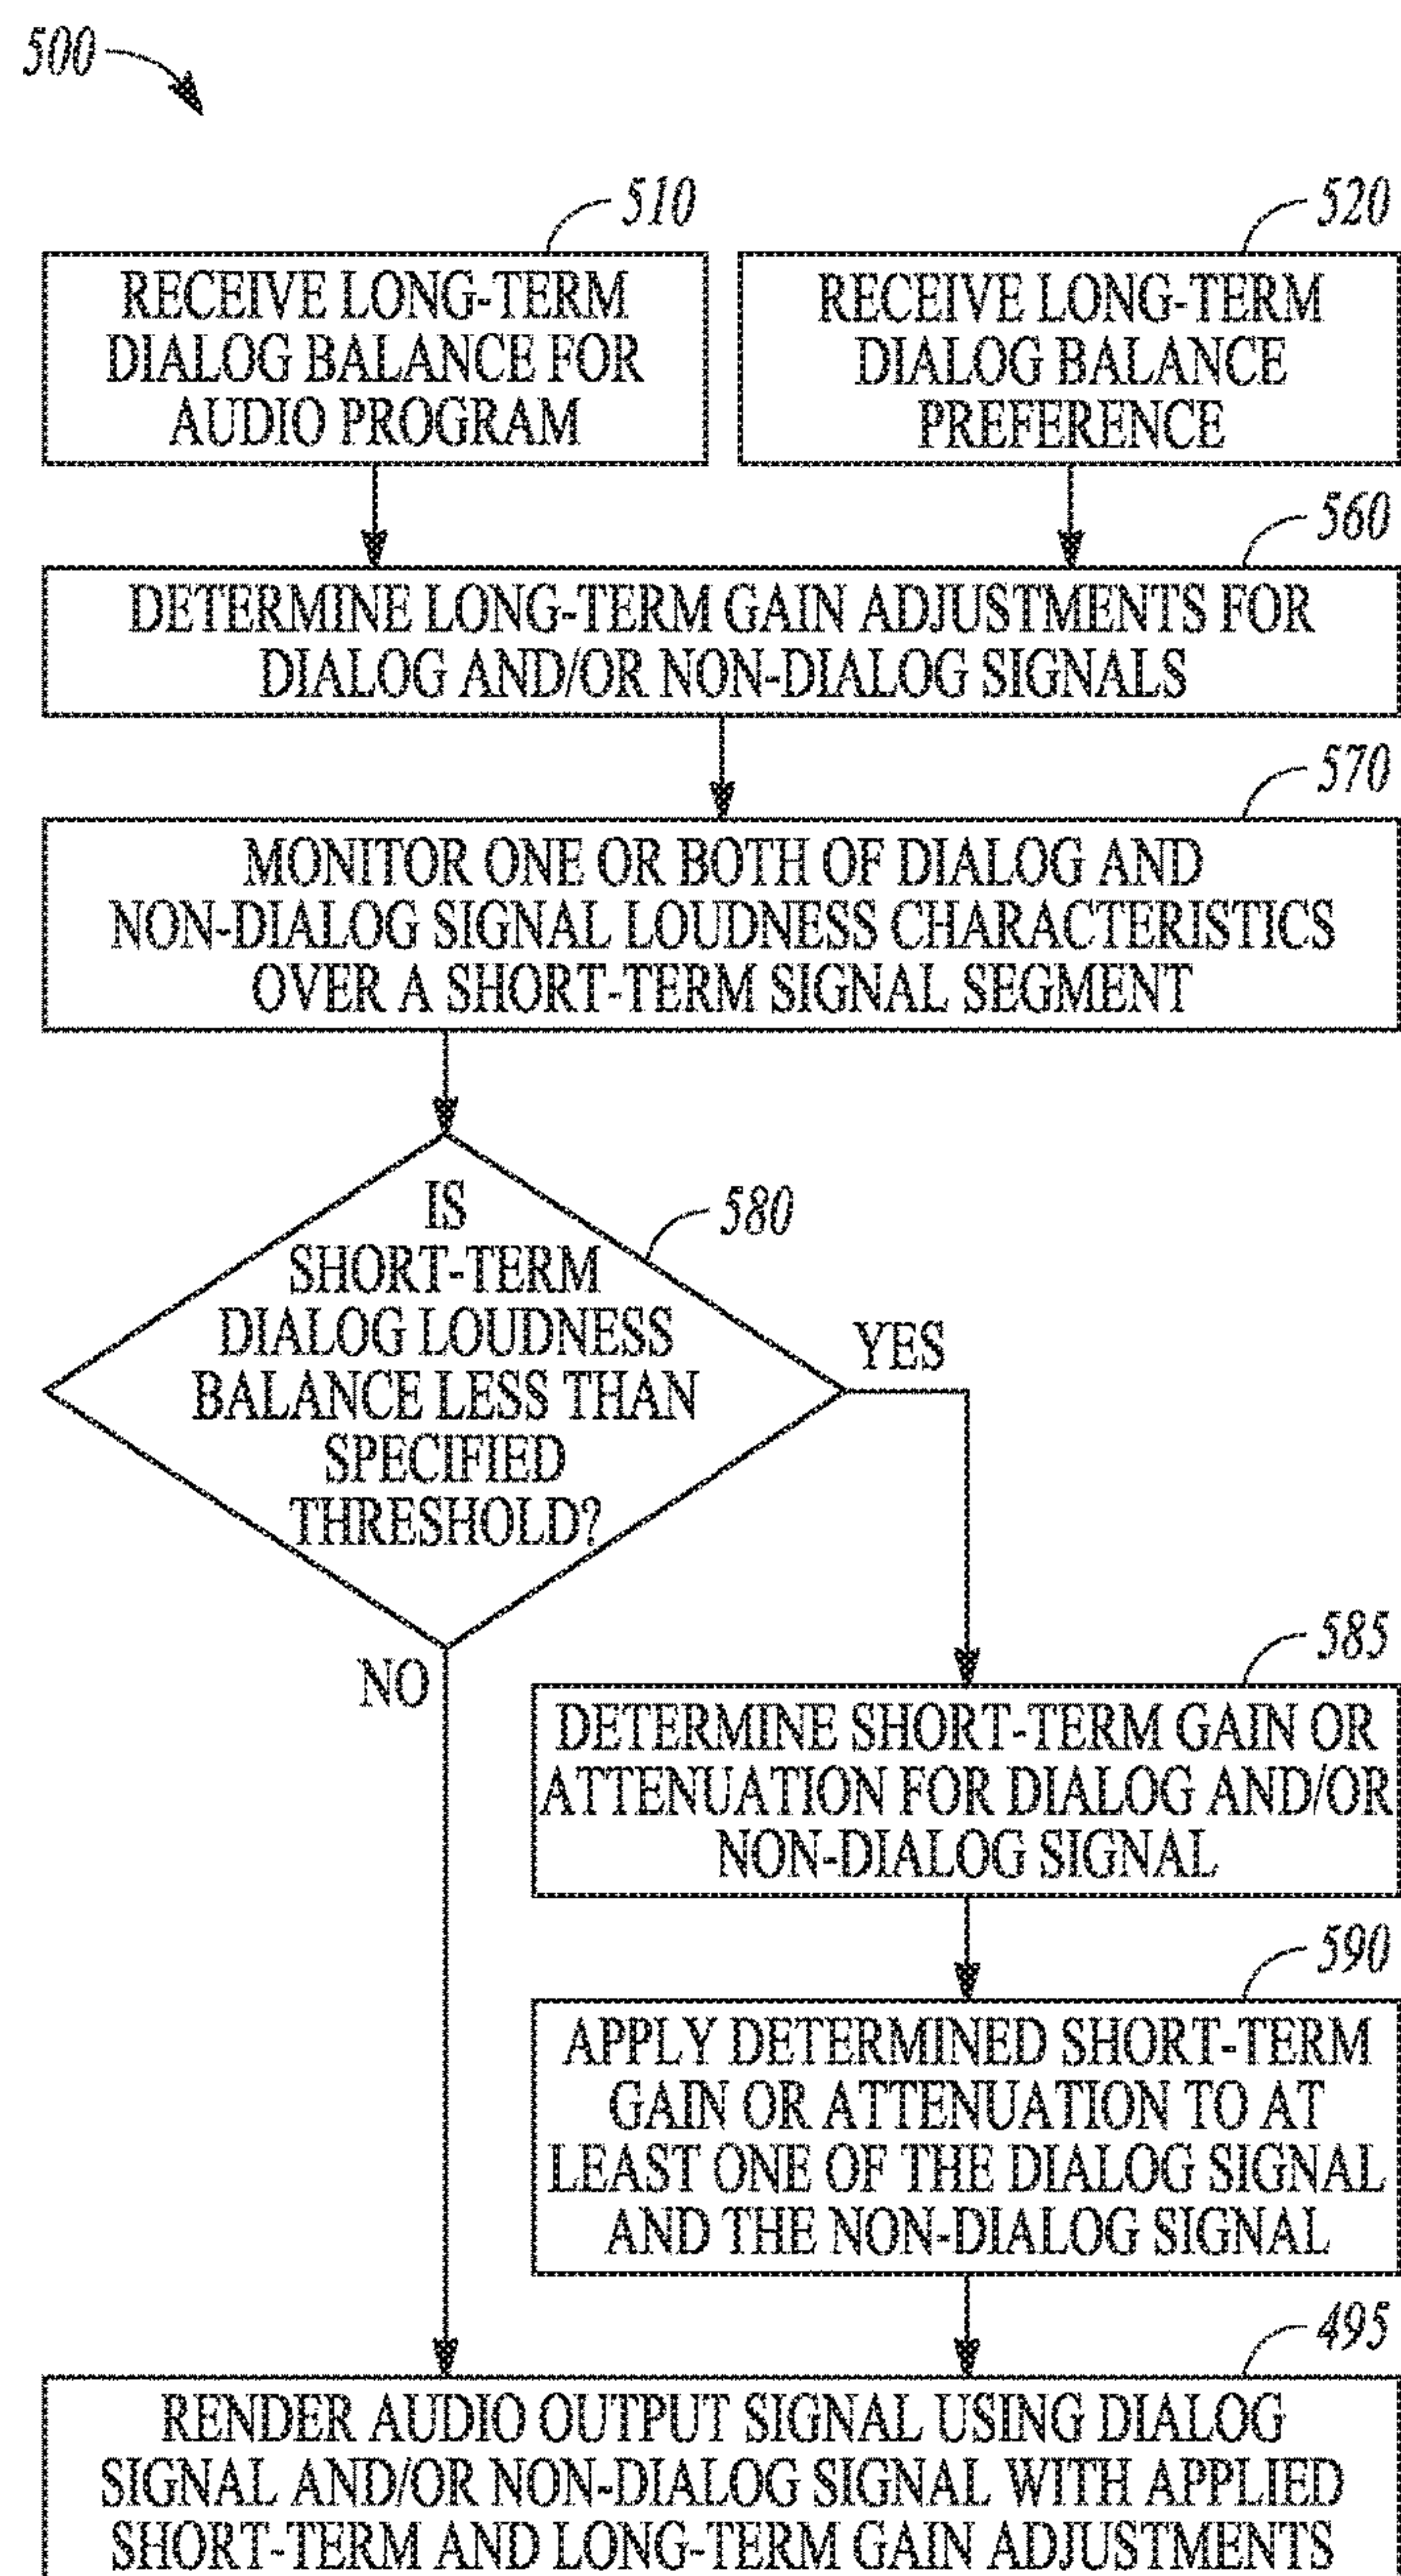 500
510
RECEIVE LONG-TERM
DIALOG BALANCE FOR
AUDIO PROGRAM
520
RECEIVE LONG-TERM
DIALOG BALANCE
PREFERENCE
560
DETERMINE LONG-TERM GAIN ADJUSTMENTS FOR
DIALOG AND/OR NON-DIALOG SIGNALS
570
MONITOR ONE OR BOTH OF DIALOG AND
NON-DIALOG SIGNAL LOUDNESS CHARACTERISTICS
OVER A SHORT-TERM SIGNAL SEGMENT
580
IS
SHORT-TERM
DIALOG LOUDNESS
BALANCE LESS THAN
SPECIFIED
THRESHOLD?
YES
NO
585
DETERMINE SHORT-TERM GAIN OR
ATTENUATION FOR DIALOG AND/OR
NON-DIALOG SIGNAL
590
APPLY DETERMINED SHORT-TERM
GAIN OR ATTENUATION TO AT
LEAST ONE OF THE DIALOG SIGNAL
AND THE NON-DIALOG SIGNAL
495
RENDER AUDIO OUTPUT SIGNAL USING DIALOG
SIGNAL AND/OR NON-DIALOG SIGNAL WITH APPLIED
SHORT-TERM AND LONG-TERM GAIN ADJUSTMENTS